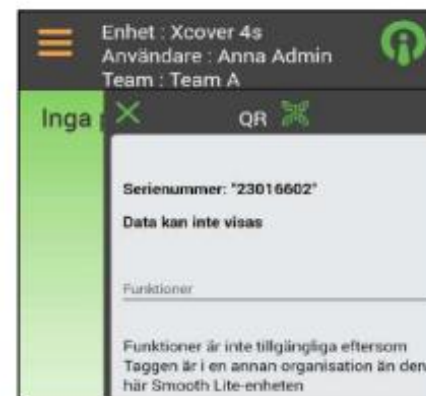 Enhet : Xcover 4s
Användare : Anna Admin
Team : Team A
Inga
QR
Serienummer: "23016602"
Data kan inte visas
Funktioner
Funktioner är inte tillgängliga eftersom
Taggen är i en annan organisation än den
här Smooth Lite-enheten